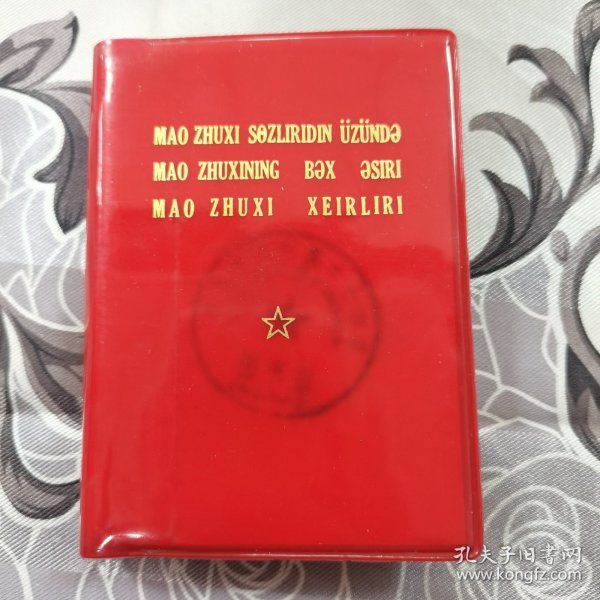 MAO ZHUXI SɵZLIRIDIN ÜZÜNDƏ
MAO ZHUXINING BƏX ƏSIRI
MAO ZHUXI XEIRLIRI
孔夫子旧书网
www.kongfz.com